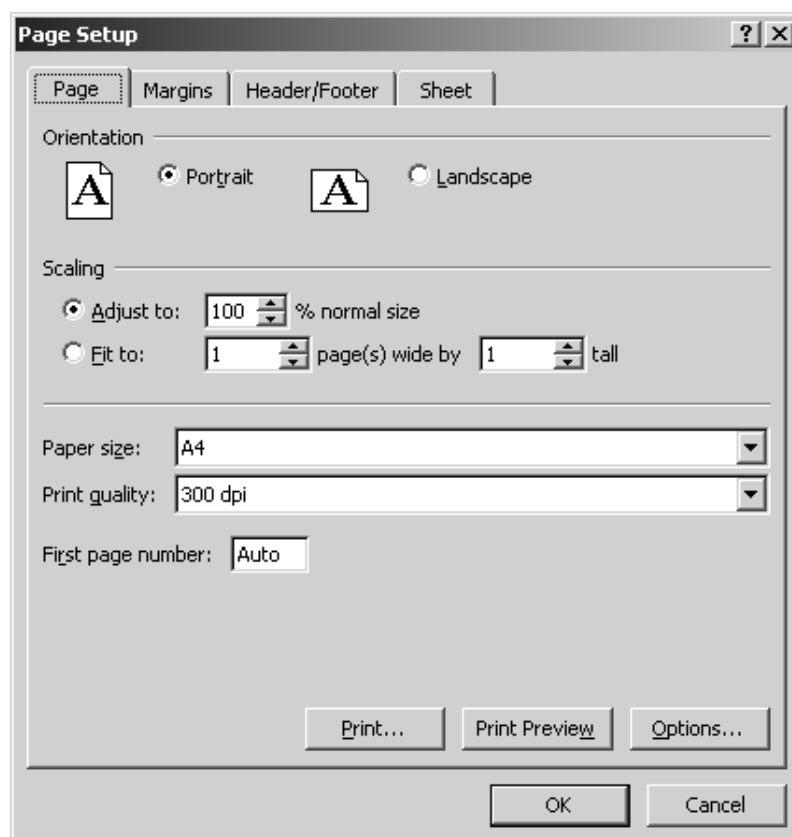 Page Setup
Page Margins Header/Footer Sheet
Orientation
A Portrait A Landscape
Scaling
Adjust to: 100 % normal size
Fit to: 1 page(s) wide by 1 tall
Paper size: A4
Print quality: 300 dpi
First page number: Auto
Print... Print Preview Options...
OK Cancel